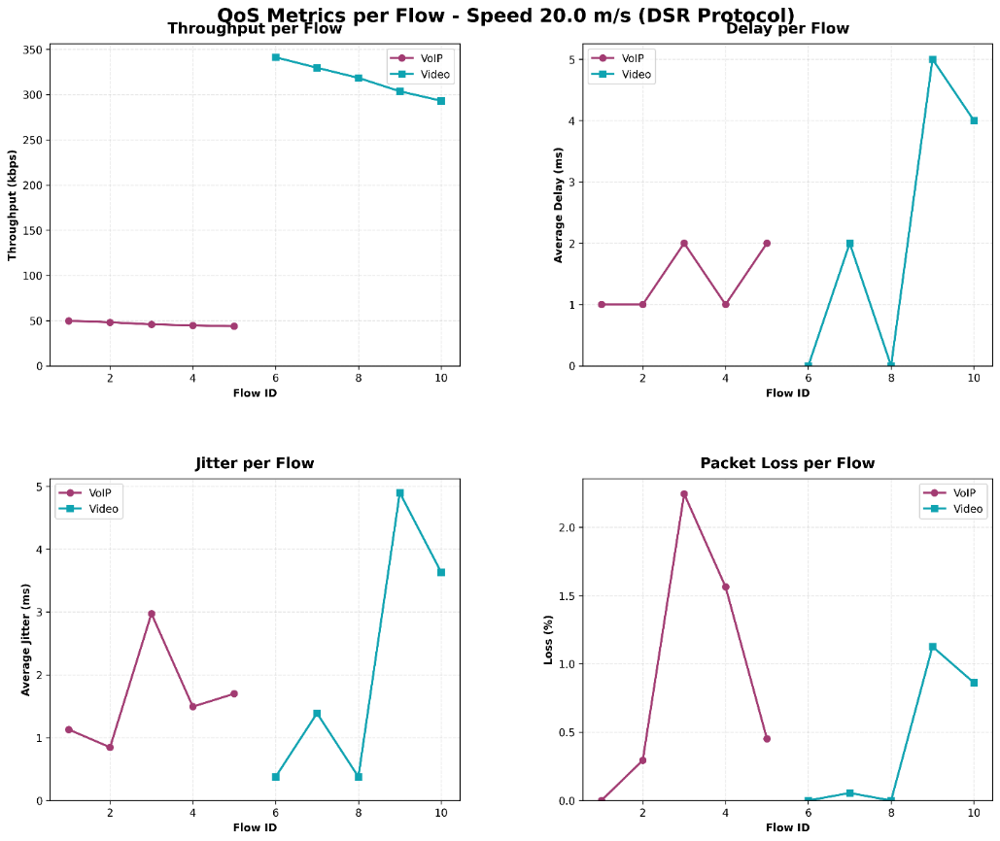 QoS Metrics per Flow - Speed 20.0 m/s (DSR Protocol)
Throughput per Flow
Throughput (kbps)
350
300
250
200
150
100
50
0
2
4
6
8
10
Flow ID
VoIP
Video
Delay per Flow
Average Delay (ms)
5
4
3
2
1
0
2
4
6
8
10
Flow ID
VoIP
Video
Jitter per Flow
Average Jitter (ms)
5
4
3
2
1
0
2
4
6
8
10
Flow ID
VoIP
Video
Packet Loss per Flow
Loss (%)
2.0
1.5
1.0
0.5
0.0
2
4
6
8
10
Flow ID
VoIP
Video